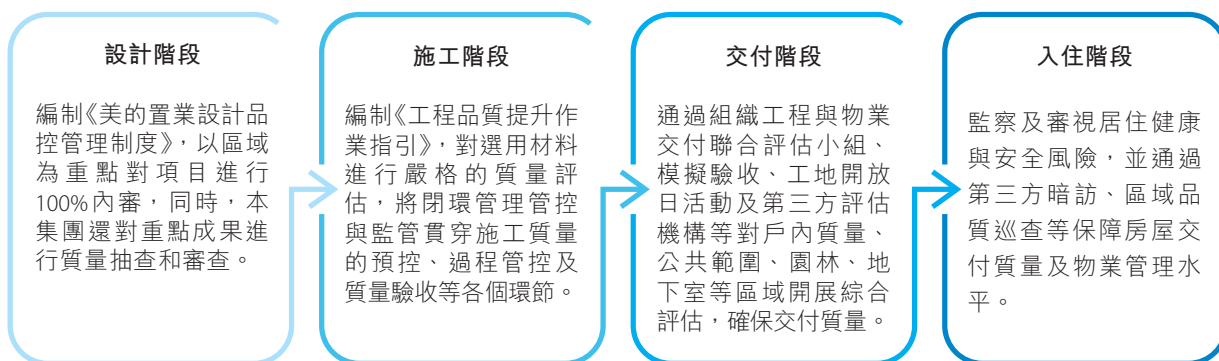 設計階段
編制《美的置業設計品
控管理制度》，以區域
為重點對項目進行
100%內審，同時，本
集團還對重點成果進
行質量抽查和審查。
施工階段
編制《工程品質提升作
業指引》，對選用材料
進行嚴格的質量評
估，將閉環管理管控
與監管貫穿施工質量
的預控、過程管控及
質量驗收等各個環節。
交付階段
通過組織工程與物業
交付聯合評估小組、
模擬驗收、工地開放
日活動及第三方評估
機構等對戶內質量、
公共範圍、園林、地
下室等區域開展綜合
評估，確保交付質量。
入住階段
監察及審視居住健康
與安全風險，並通過
第三方暗訪、區域品
質巡查等保障房屋交
付質量及物業管理水
平。